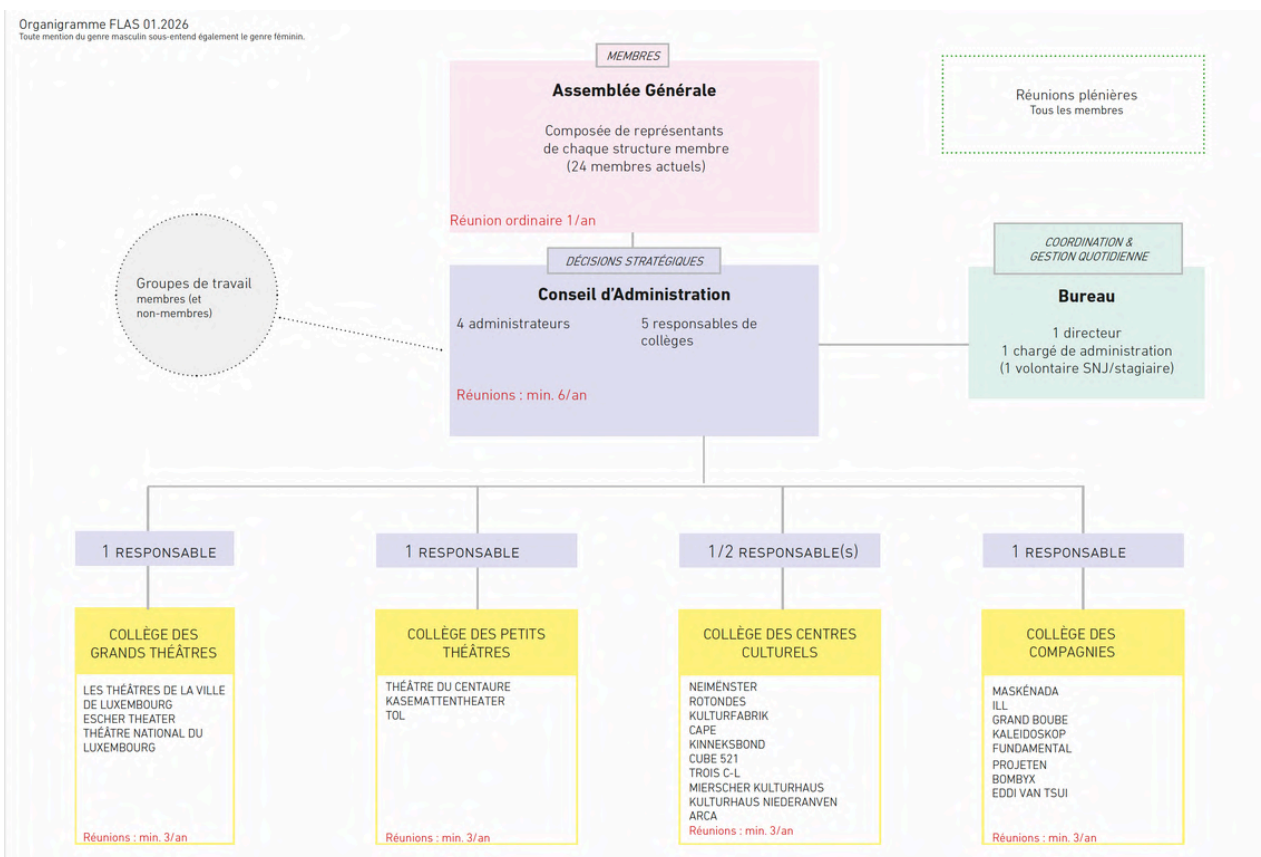 Organigramme FLAS 01.2026
Toute mention du genre masculin sous-entend également le genre féminin.
MEMBRES
Assemblée Générale
Composée de représentants
de chaque structure membre
(24 membres actuels)
Réunion ordinaire 1/an
Réunions plénières
Tous les membres
Groupes de travail
membres (et
non-membres)
DÉCISIONS STRATÉGIQUES
Conseil d'Administration
4 administrateurs
5 responsables de
collèges
Réunions : min. 6/an
COORDINATION &
GESTION QUOTIDIENNE
Bureau
1 directeur
1 chargé de administration
(1 volontaire SNJ/stagiaire)
1 RESPONSABLE
COLLÈGE DES
GRANDS THÉÂTRES
LES THÉÂTRES DE LA VILLE
DE LUXEMBOURG
ESCHER THEATER
THÉÂTRE NATIONAL DU
LUXEMBOURG
Réunions : min. 3/an
1 RESPONSABLE
COLLÈGE DES PETITS
THÉÂTRES
THÉÂTRE DU CENTAURE
KASEMATTENTHEATER
TOL
Réunions : min. 3/an
1/2 RESPONSABLE(S)
COLLÈGE DES CENTRES
CULTURELS
NEIMËNSTER
ROTONDES
KULTURFABRIK
CAPE
KINNEKSBOND
CUBE 521
TROIS C-L
MIERSCHER KULTURHAUS
KULTURHAUS NIEDERANVEN
ARCA
Réunions : min. 3/an
1 RESPONSABLE
COLLÈGE DES
COMPAGNIES
MASKÉNADA
ILL
GRAND BOUBE
KALEIDOSKOP
FUNDAMENTAL
PROJETEN
BOMBYX
EDDI VAN TSUI
Réunions : min. 3/an